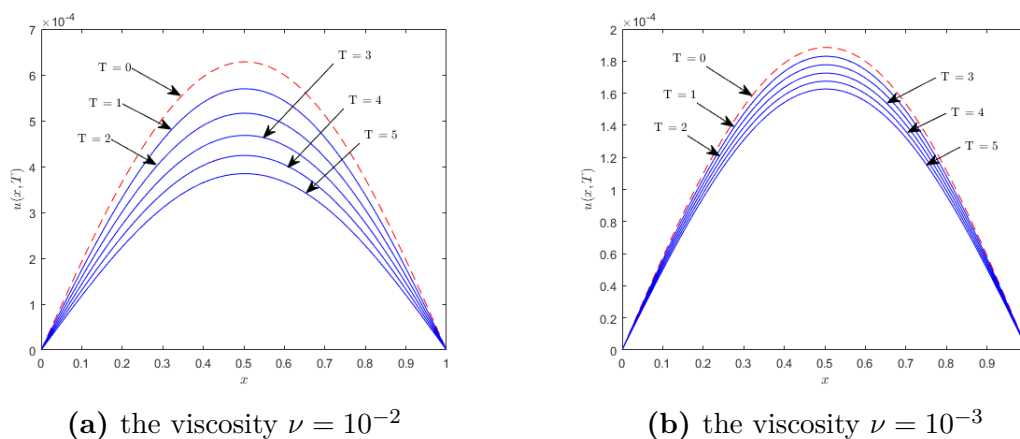 ×10⁻⁴
7
6
5
4
3
2
1
0
0 0.1 0.2 0.3 0.4 0.5 0.6 0.7 0.8 0.9 1
u(x,T)
x
T = 0
T = 1
T = 2
T = 3
T = 4
T = 5
(a) the viscosity ν = 10⁻²
×10⁻⁴
2
1.8
1.6
1.4
1.2
1
0.8
0.6
0.4
0.2
0
0 0.1 0.2 0.3 0.4 0.5 0.6 0.7 0.8 0.9
u(x,T)
x
T = 0
T = 1
T = 2
T = 3
T = 4
T = 5
(b) the viscosity ν = 10⁻³